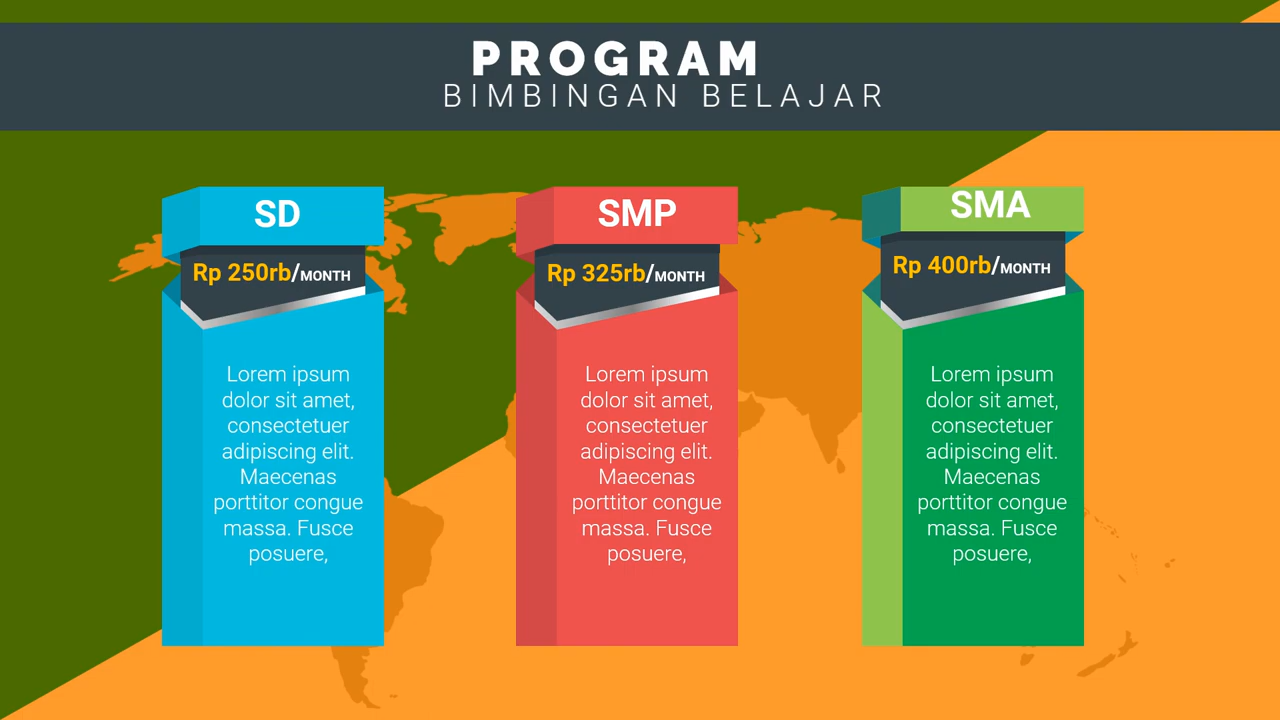 PROGRAM
BIMBINGAN BELAJAR
SD
Rp 250rb/MONTH
Lorem ipsum
dolor sit amet,
consectetuer
adipiscing elit.
Maecenas
porttitor congue
massa. Fusce
posuere,
SMP
Rp 325rb/MONTH
Lorem ipsum
dolor sit amet,
consectetuer
adipiscing elit.
Maecenas
porttitor congue
massa. Fusce
posuere,
SMA
Rp 400rb/MONTH
Lorem ipsum
dolor sit amet,
consectetuer
adipiscing elit.
Maecenas
porttitor congue
massa. Fusce
posuere,